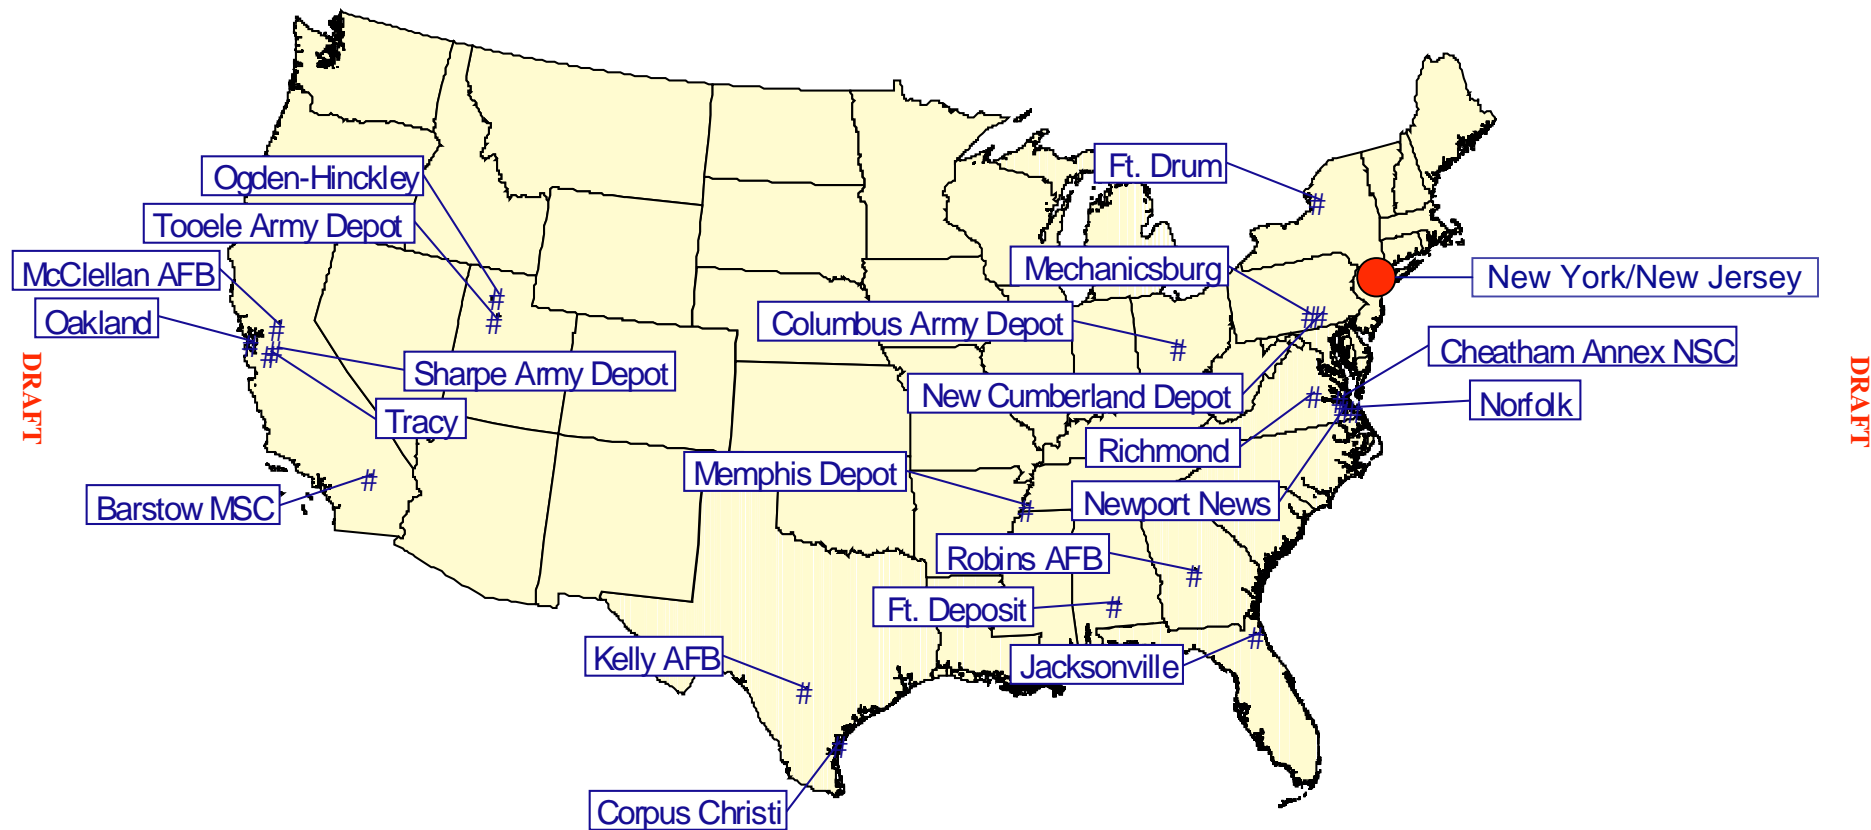 Ft. Drum
Ogden-Hinckley
Tooele Army Depot
McClellan AFB
Mechanicsburg
New York/New Jersey
Oakland
Columbus Army Depot
Cheatham Annex NSC
Sharpe Army Depot
New Cumberland Depot
Norfolk
DRAFT
DRAFT
Tracy
Richmond
Memphis Depot
Barstow MSC
Newport News
Robins AFB
Ft. Deposit
Kelly AFB
Jacksonville
Corpus Christi